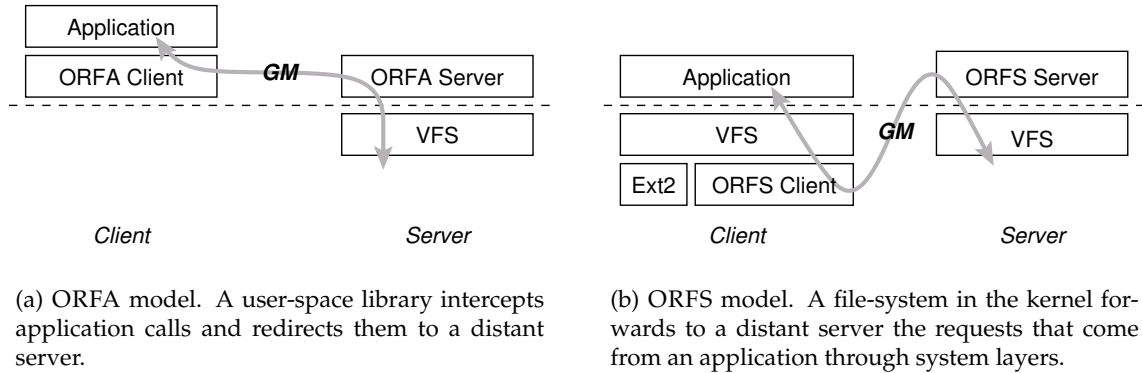 Application
ORFA Client
GM
ORFA Server
VFS
Client
Server
(a) ORFA model. A user-space library intercepts
application calls and redirects them to a distant
server.
Application
ORFS Server
VFS
GM
VFS
Ext2
ORFS Client
Client
Server
(b) ORFS model. A file-system in the kernel for-
wards to a distant server the requests that come
from an application through system layers.